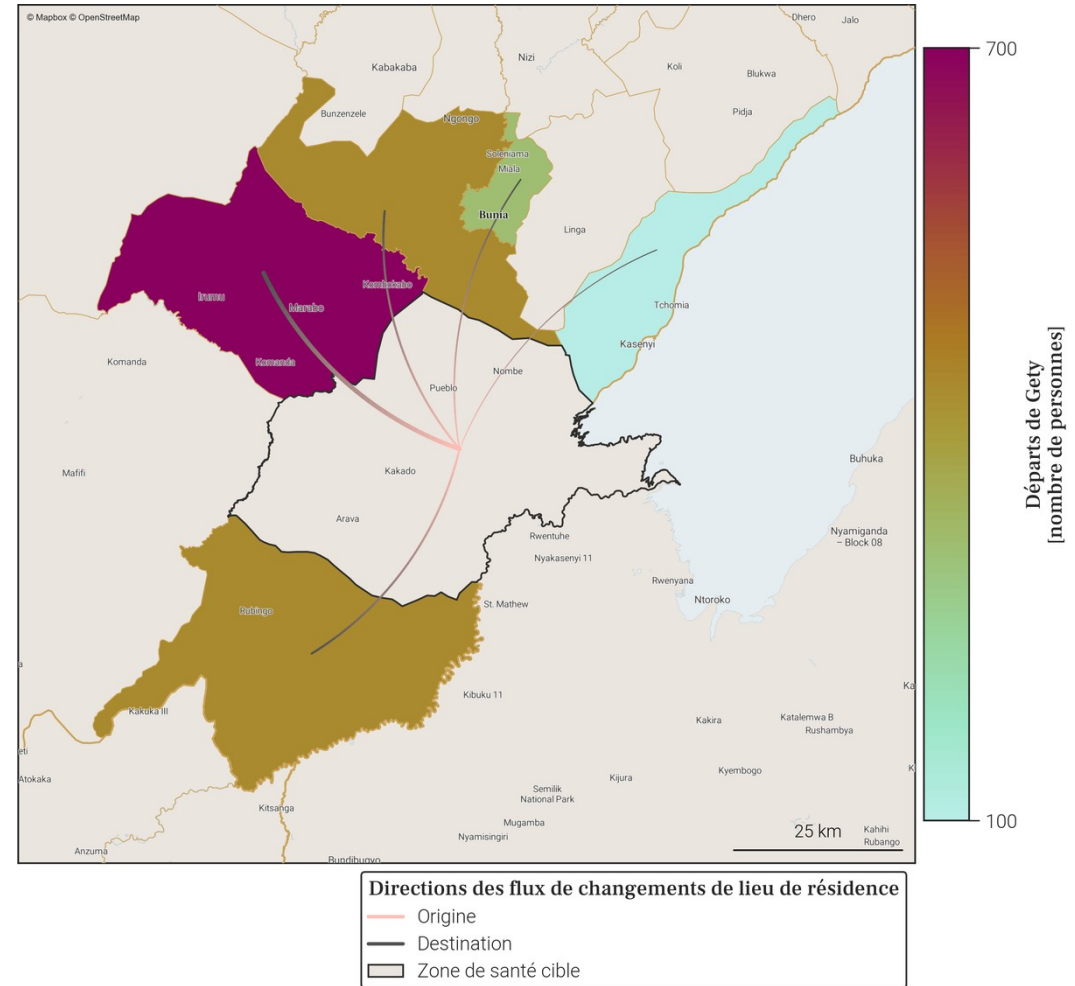 © Mapbox © OpenStreetMap
Dhero
Jalo
Nizi
Kabakaba
Koli
Blukwa
Bunzenzele
Ngongo
Pidja
Soleniama
Miala
Bunia
Linga
Kombokabo
Irumu
Marabo
Tchomia
Kasenyi
Komanda
Komanda
Nombe
Pueblo
Mafifi
Kakado
Buhuka
Arava
Rwentuhe
Nyamiganda
– Block 08
Nyakasenyi 11
Rwenyana
Ntoroko
St. Mathew
Rubingo
Kibuku 11
Ka
Kakuka III
Kakira
Katalemwa B
Rushambya
eti
Atokaka
Kijura
Kyembogo
K
Semilik
National Park
Kitsanga
Mugamba
Nyamisingiri
25 km
Kahihi
Rubango
Anzuma
Bundibugyo
700
100
Départs de Gety
[nombre de personnes]
Directions des flux de changements de lieu de résidence
Origine
Destination
Zone de santé cible